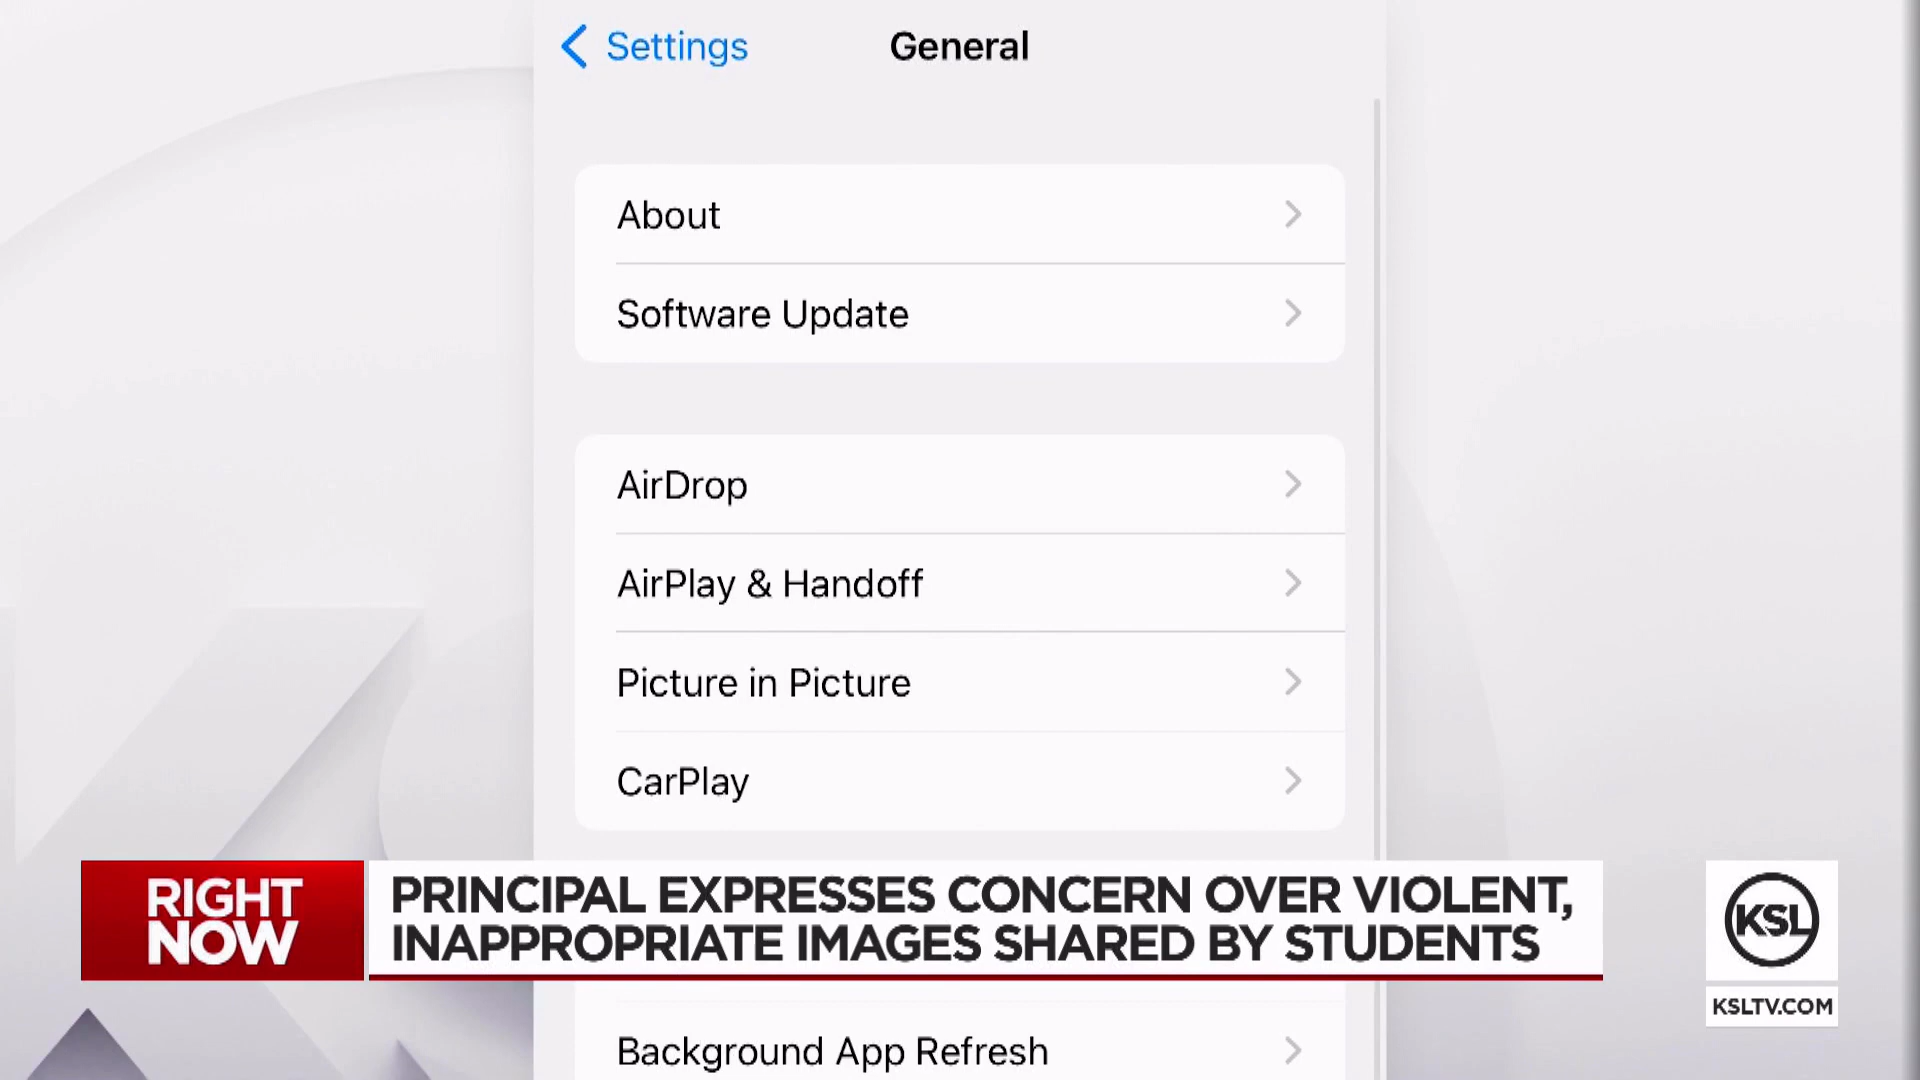 Settings
General
About
Software Update
AirDrop
AirPlay & Handoff
Picture in Picture
CarPlay
RIGHT
NOW
PRINCIPAL EXPRESSES CONCERN OVER VIOLENT,
INAPPROPRIATE IMAGES SHARED BY STUDENTS
KSL
KSLTV.COM
Background App Refresh